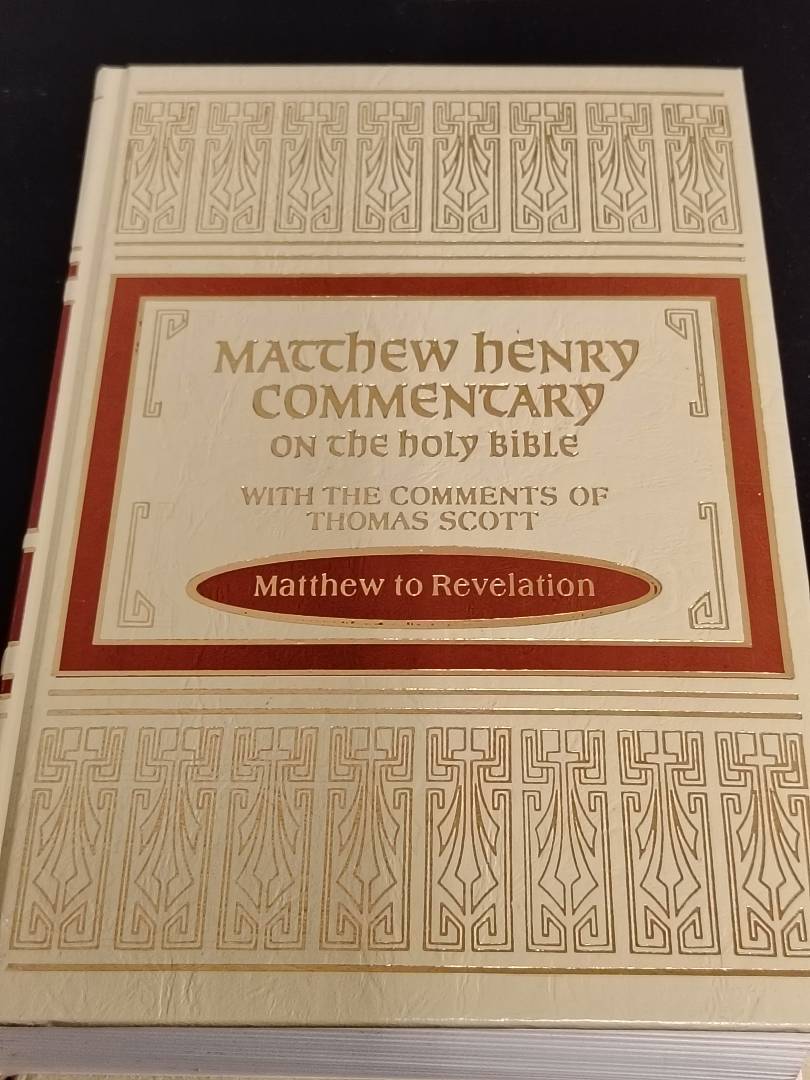 MATTHEW HENRY
COMMENTARY
ON THE HOLY BIBLE
WITH THE COMMENTS OF
THOMAS SCOTT
Matthew to Revelation